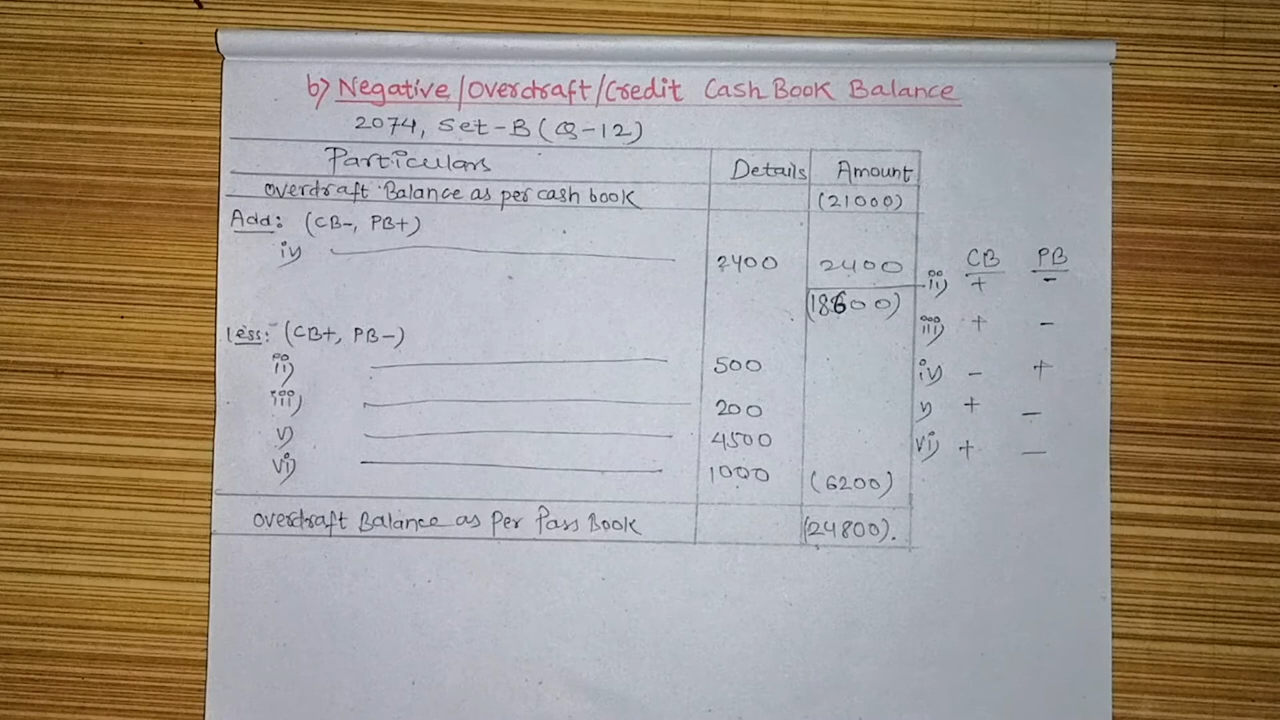 b) Negative/Overdraft/Credit Cash Book Balance
2074, Set-B (Q-12)
Particulars Details Amount
overdraft Balance as per cash book (21000)
Add: (CB-, PB+)
CB PB
iv) 2400 2400
ii) + -
(18600)
iii) + -
Less: (CB+, PB-)
ii) 500
iv) - +
iii) 200
v) + -
v) 4500
vi) + -
vi) 1000 (6200)
overdraft Balance as Per Pass Book (24800).